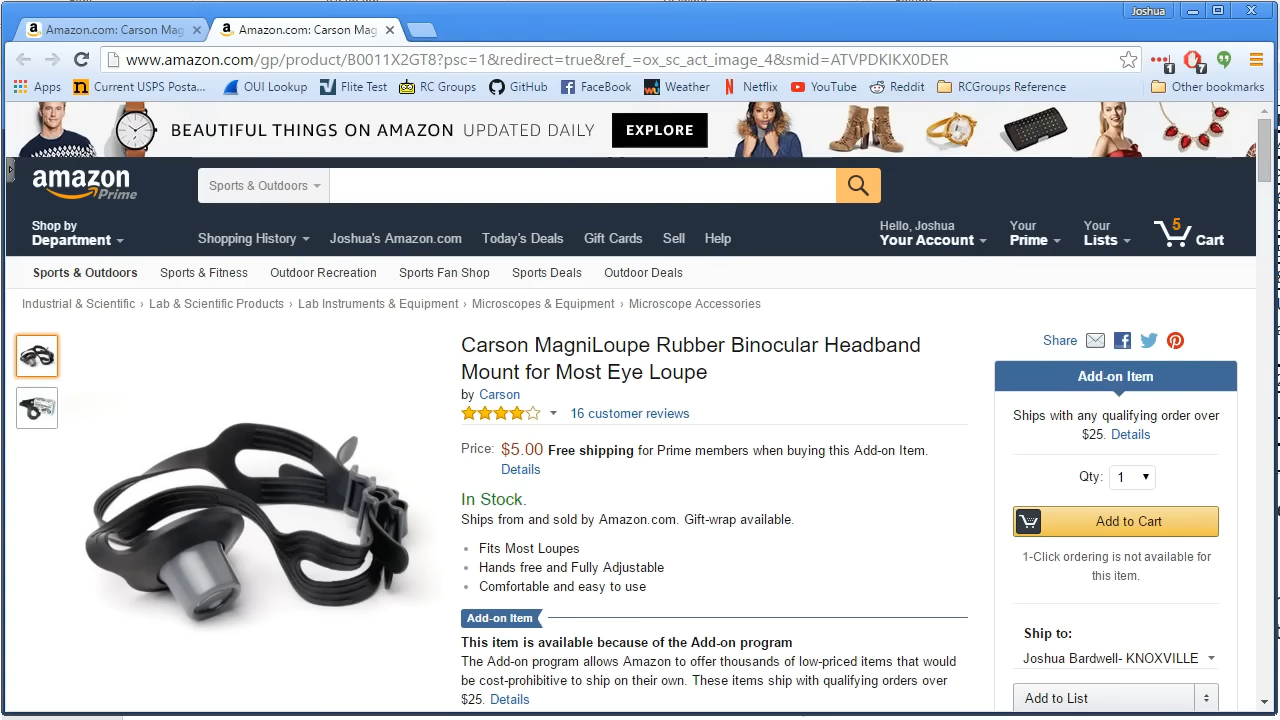 Joshua
Amazon.com: Carson Mag
Amazon.com: Carson Mag
www.amazon.com/gp/product/B0011X2GT8?psc=1&redirect=true&ref_=ox_sc_act_image_4&smid=ATVPDKIKX0DER
1
7
Apps
Current USPS Posta...
OUI Lookup
Flite Test
RC Groups
GitHub
FaceBook
Weather
Netflix
YouTube
Reddit
RCGroups Reference
Other bookmarks
BEAUTIFUL THINGS ON AMAZON UPDATED DAILY
EXPLORE
amazon
Prime
Sports & Outdoors
Shop by
Department
Shopping History
Joshua's Amazon.com
Today's Deals
Gift Cards
Sell
Help
Hello, Joshua
Your Account
Your
Prime
Your
Lists
5
Cart
Sports & Outdoors
Sports & Fitness
Outdoor Recreation
Sports Fan Shop
Sports Deals
Outdoor Deals
Industrial & Scientific › Lab & Scientific Products › Lab Instruments & Equipment › Microscopes & Equipment › Microscope Accessories
Carson MagniLoupe Rubber Binocular Headband
Mount for Most Eye Loupe
by Carson
16 customer reviews
Price: $5.00 Free shipping for Prime members when buying this Add-on Item.
Details
In Stock.
Ships from and sold by Amazon.com. Gift-wrap available.
• Fits Most Loupes
• Hands free and Fully Adjustable
• Comfortable and easy to use
Add-on Item
This item is available because of the Add-on program
The Add-on program allows Amazon to offer thousands of low-priced items that would
be cost-prohibitive to ship on their own. These items ship with qualifying orders over
$25. Details
Share
Add-on Item
Ships with any qualifying order over
$25. Details
Qty: 1
Add to Cart
1-Click ordering is not available for
this item.
Ship to:
Joshua Bardwell- KNOXVILLE
Add to List